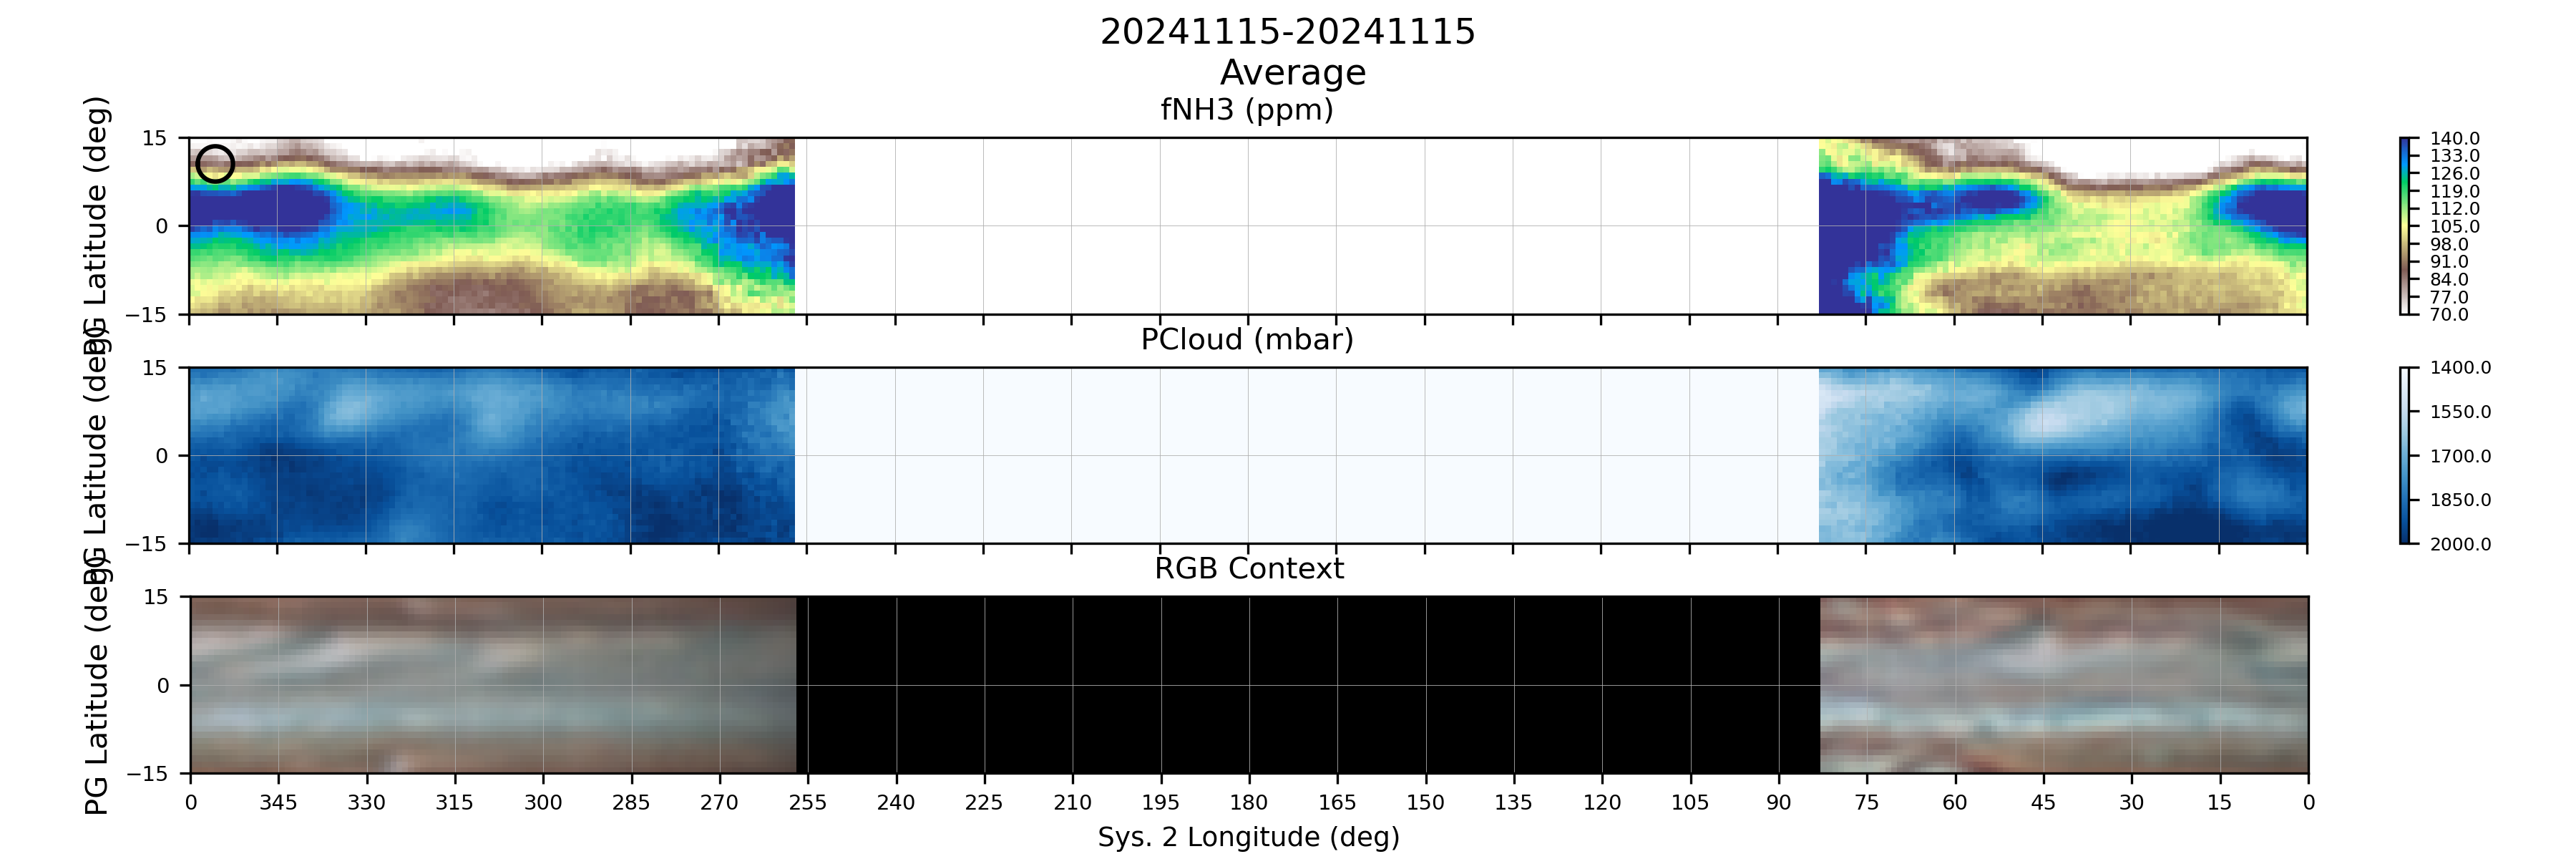 20241115-20241115
Average
fNH3 (ppm)
PG Latitude (deg)
15
0
−15
140.0
133.0
126.0
119.0
112.0
105.0
98.0
91.0
84.0
77.0
70.0
PCloud (mbar)
PG Latitude (deg)
15
0
−15
1400.0
1550.0
1700.0
1850.0
2000.0
RGB Context
PG Latitude (deg)
15
0
−15
0 345 330 315 300 285 270 255 240 225 210 195 180 165 150 135 120 105 90 75 60 45 30 15 0
Sys. 2 Longitude (deg)